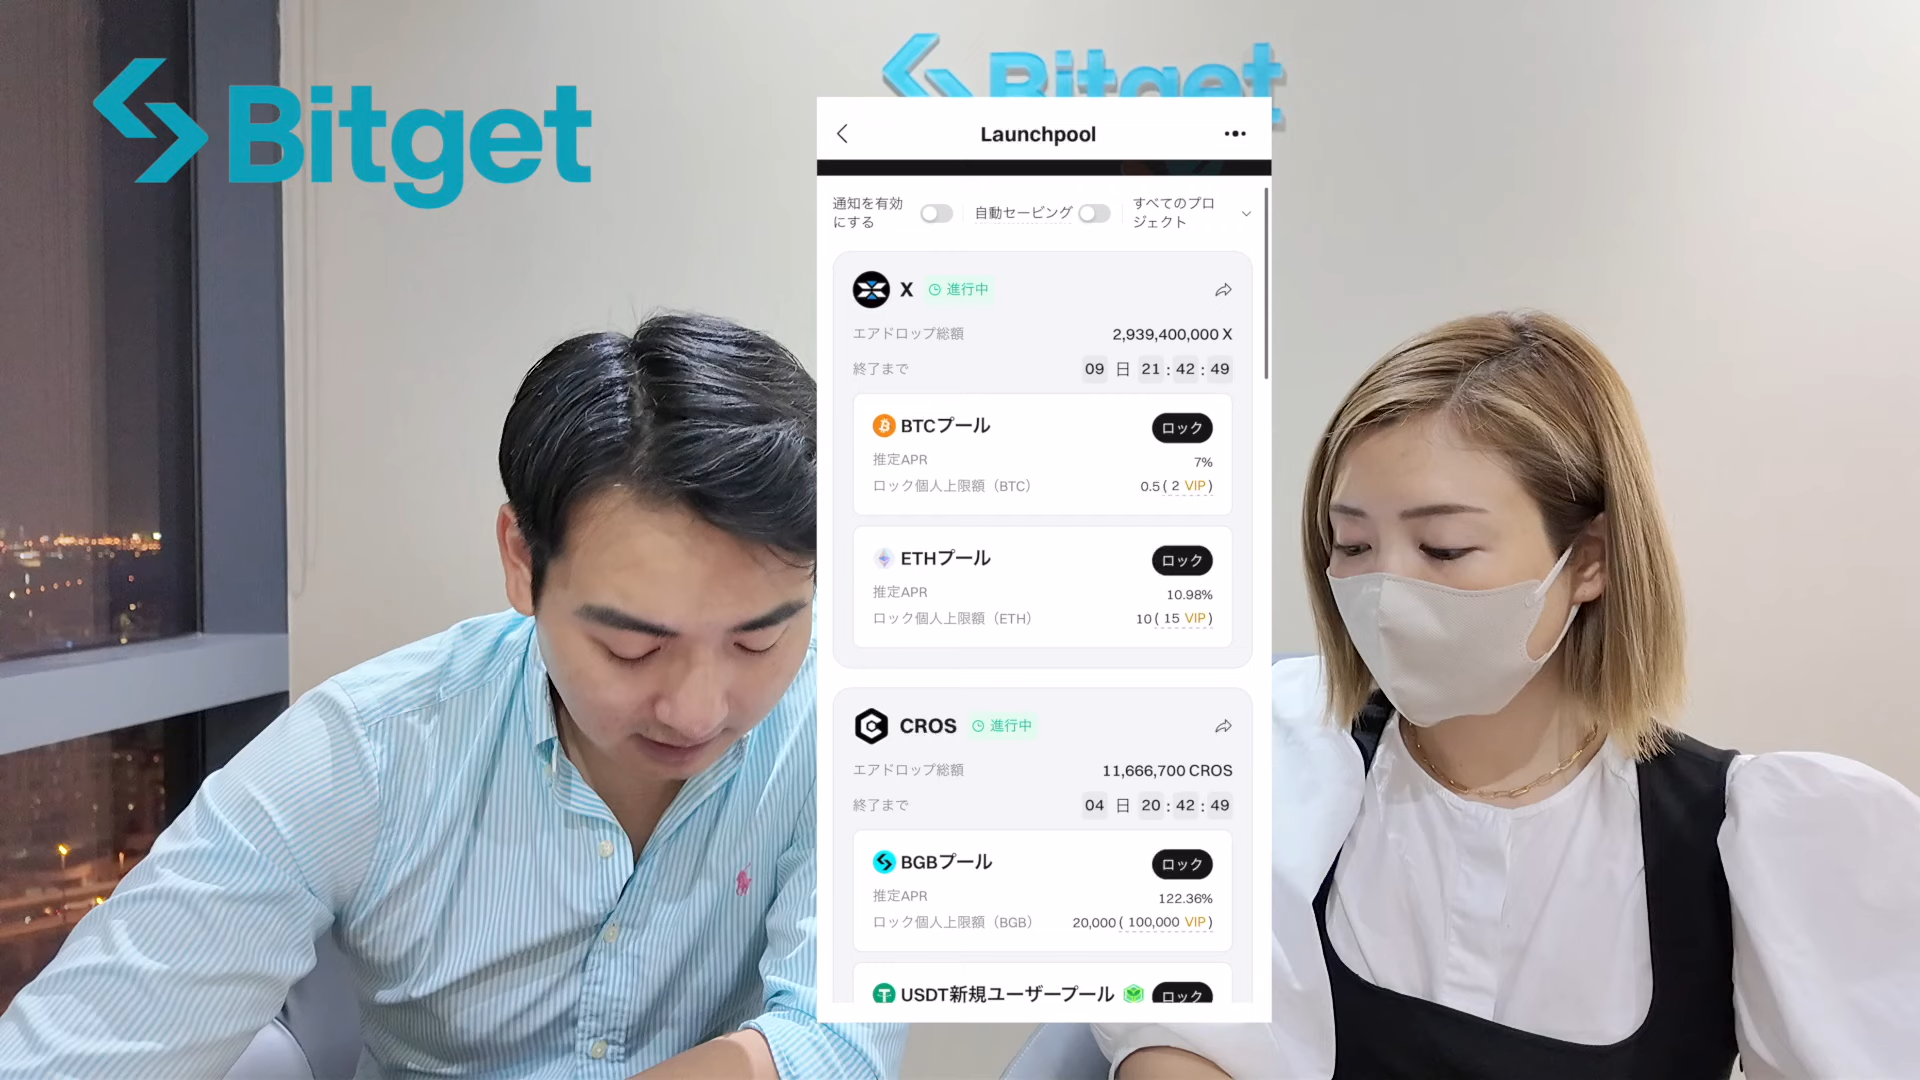 Bitget
Bitget
Launchpool
通知を有効
にする
自動セービング
すべてのプロ
ジェクト
X 進行中
エアドロップ総額 2,939,400,000 X
終了まで 09 日 21 : 42 : 49
BTCプール ロック
推定APR 7%
ロック個人上限額（BTC） 0.5 ( 2 VIP )
ETHプール ロック
推定APR 10.98%
ロック個人上限額（ETH） 10 ( 15 VIP )
CROS 進行中
エアドロップ総額 11,666,700 CROS
終了まで 04 日 20 : 42 : 49
BGBプール ロック
推定APR 122.36%
ロック個人上限額（BGB） 20,000 ( 100,000 VIP )
USDT新規ユーザープール ロック